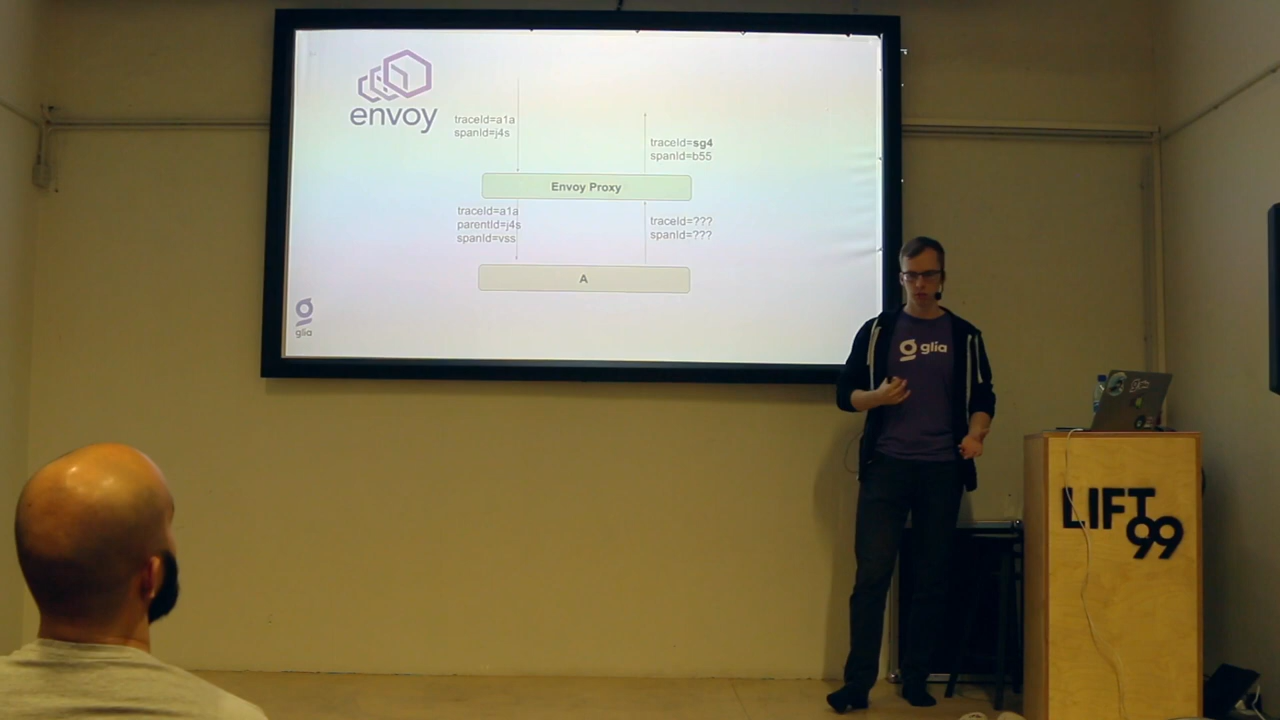 envoy
traceId=a1a
spanId=j4s
traceId=sg4
spanId=b55
Envoy Proxy
traceId=a1a
parentId=j4s
spanId=vss
traceId=???
spanId=???
A
glia
glia
LIFT
99